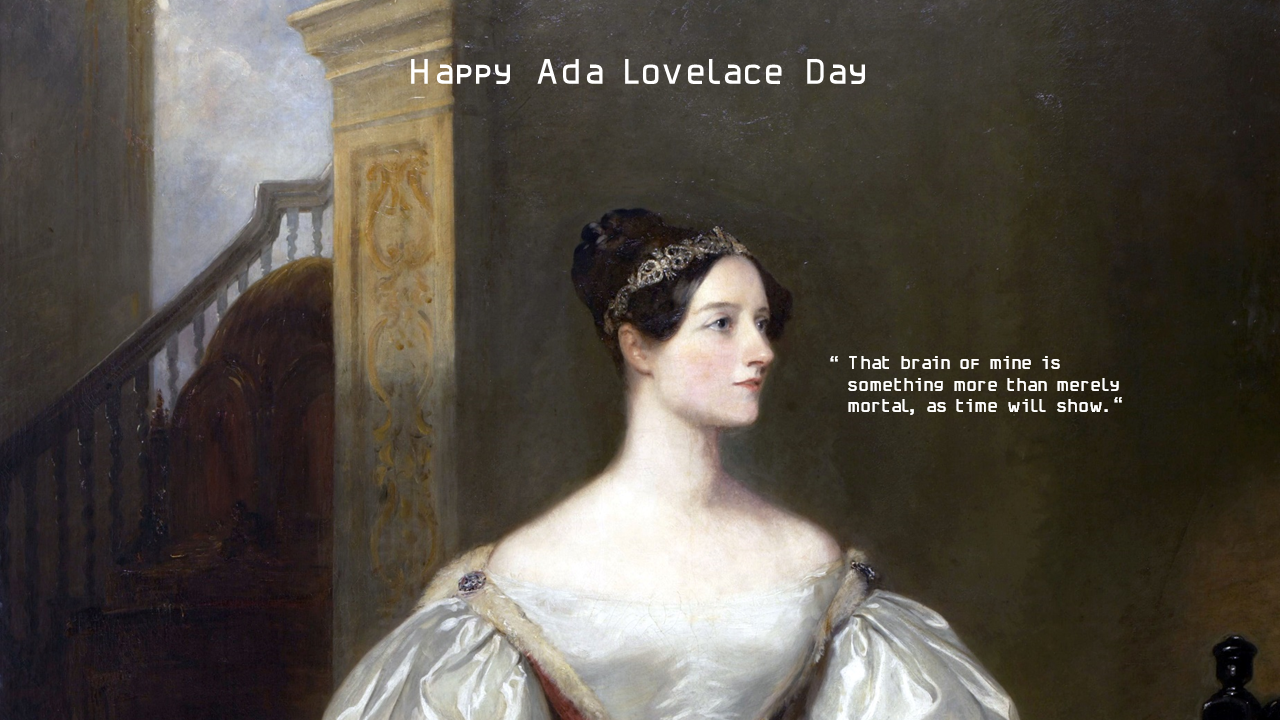 Happy Ada Lovelace Day
“ That brain of mine is
something more than merely
mortal, as time will show.“